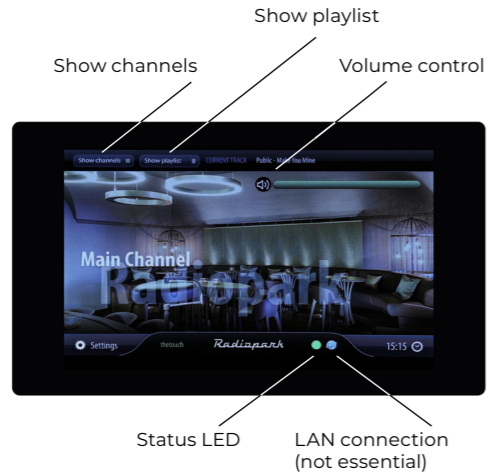 Show playlist
Show channels
Volume control
Show channels
Show playlist
CURRENT TRACK
Public - Make You Mine
Main Channel
Radiopark
Settings
thetouch
Radiopark
15:15
Status LED
LAN connection
(not essential)